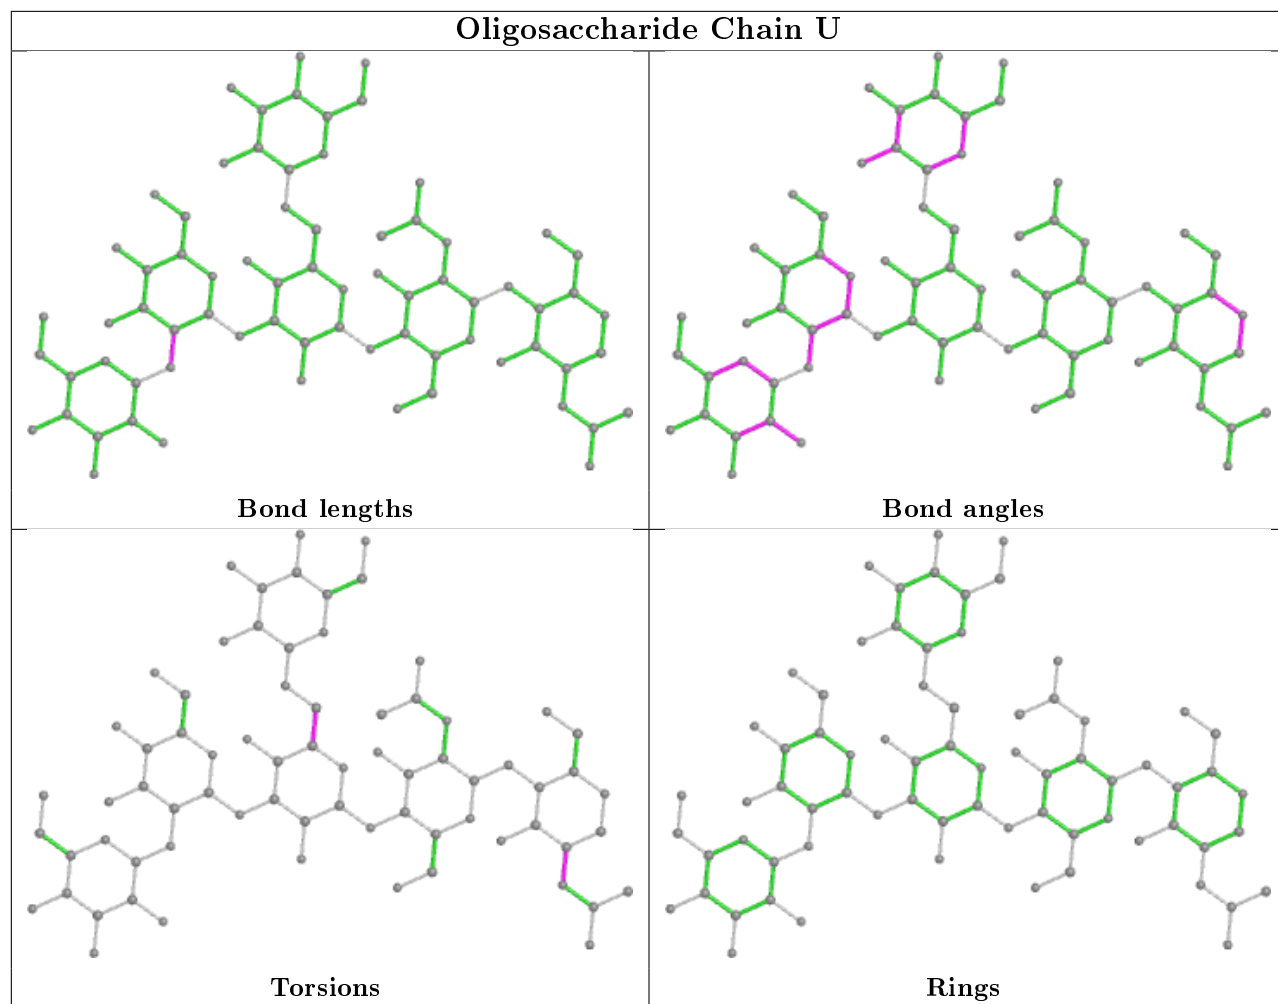 Oligosaccharide Chain U
Bond lengths
Bond angles
Torsions
Rings